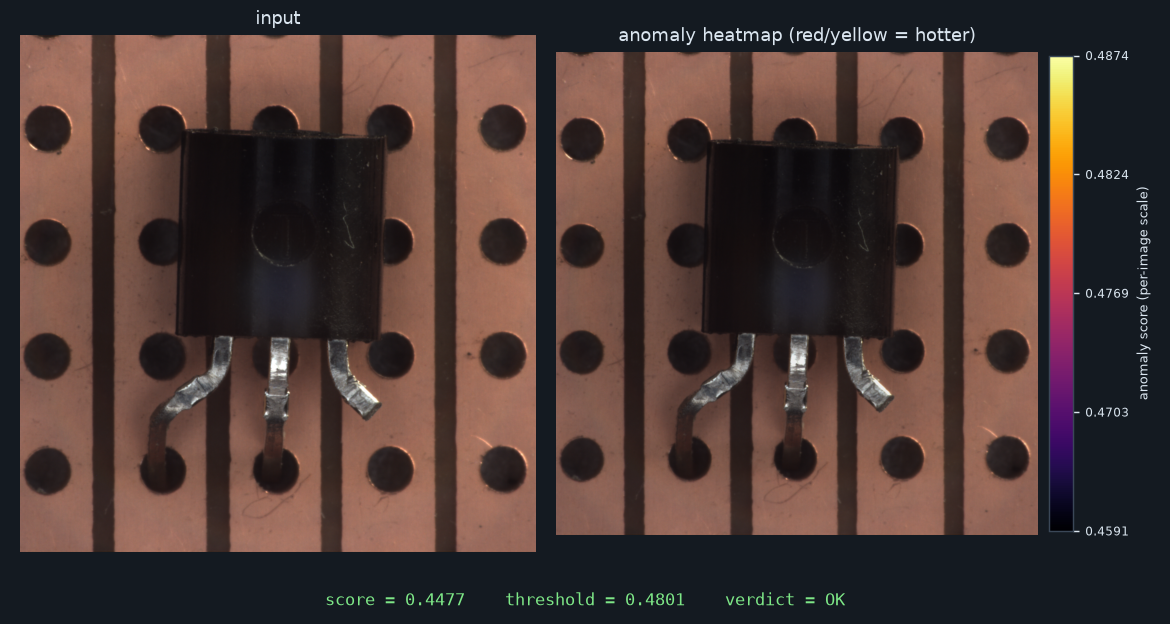 input
anomaly heatmap (red/yellow = hotter)
0.4874
0.4824
0.4769
0.4703
0.4591
anomaly score (per-image scale)
score = 0.4477 threshold = 0.4801 verdict = OK